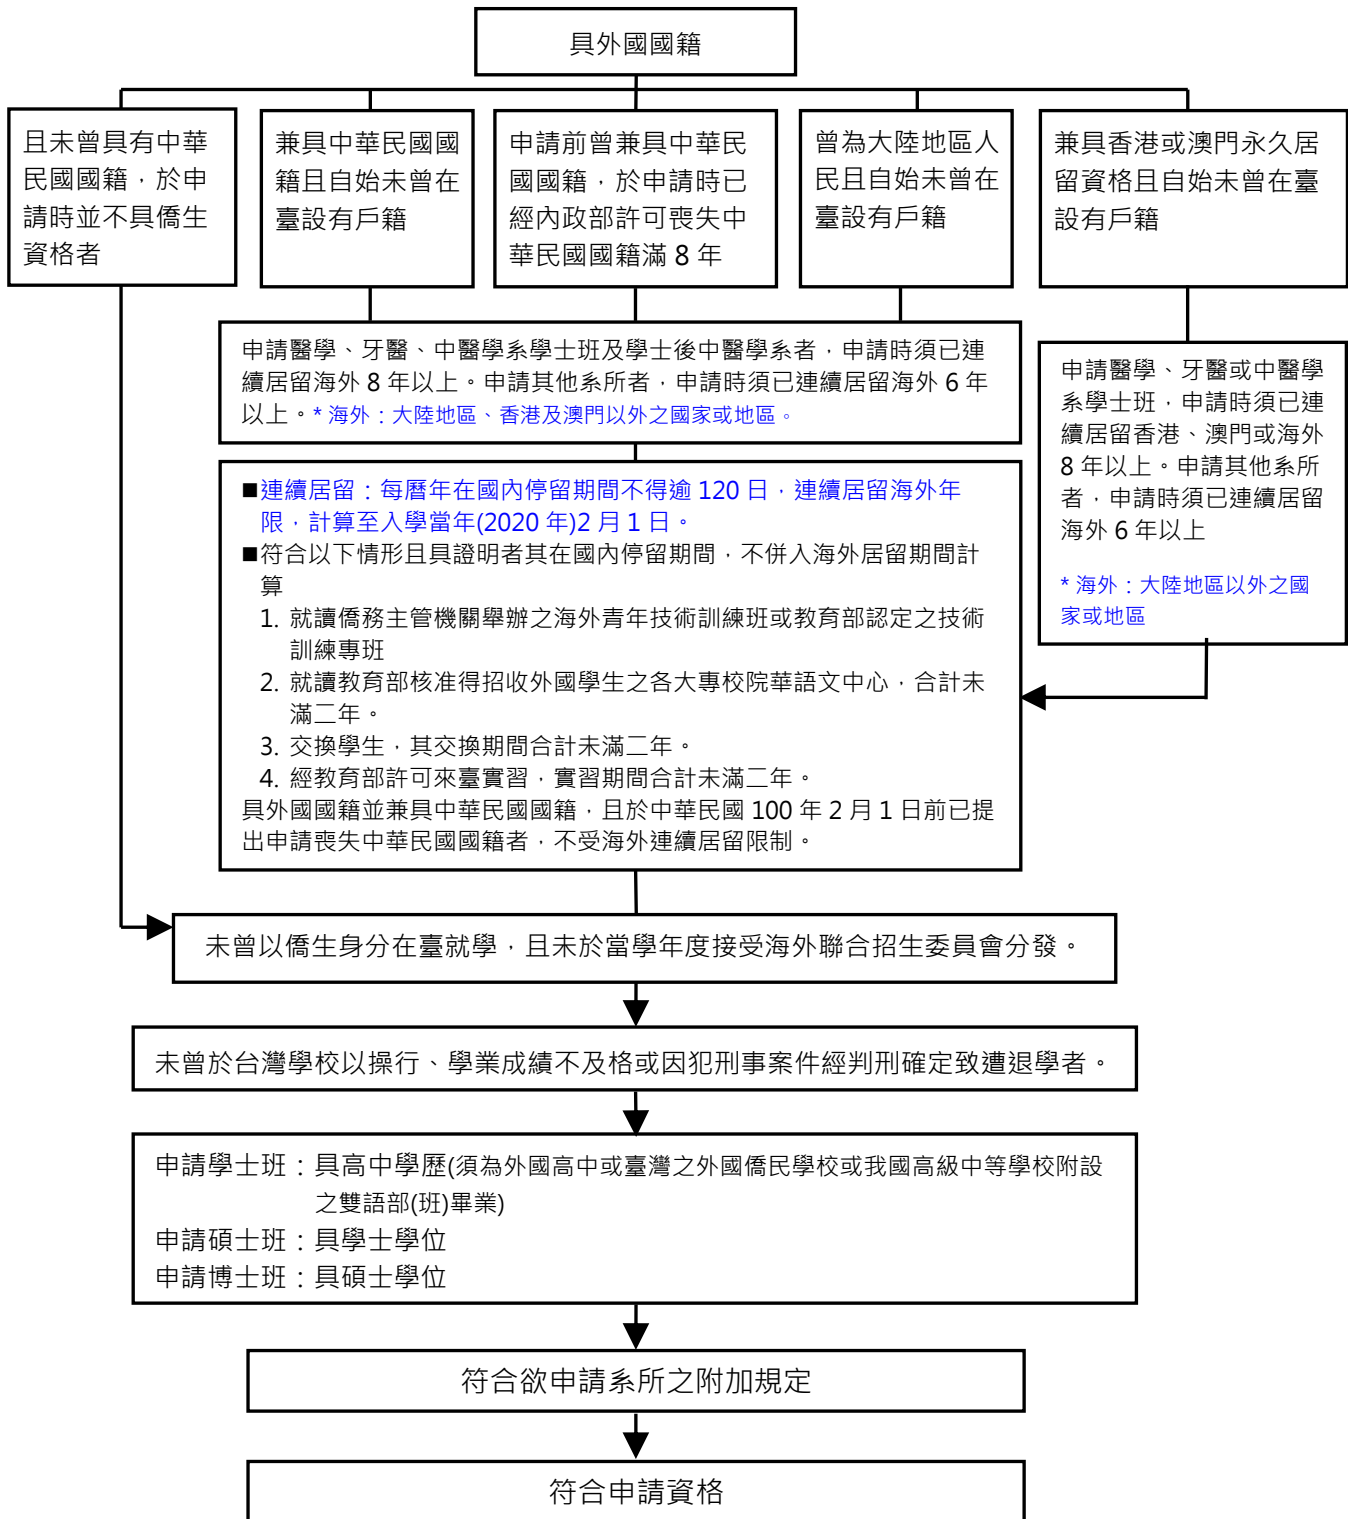 具外國國籍
且未曾具有中華
民國國籍，於申
請時並不具僑生
資格者
兼具中華民國國
籍且自始未曾在
臺設有戶籍
申請前曾兼具中華民
國國籍，於申請時已
經內政部許可喪失中
華民國國籍滿 8 年
曾為大陸地區人
民且自始未曾在
臺設有戶籍
兼具香港或澳門永久居
留資格且自始未曾在臺
設有戶籍
申請醫學、牙醫、中醫學系學士班及學士後中醫學系者，申請時須已連
續居留海外 8 年以上。申請其他系所者，申請時須已連續居留海外 6 年
以上。* 海外：大陸地區、香港及澳門以外之國家或地區。
申請醫學、牙醫或中醫學
系學士班，申請時須已連
續居留香港、澳門或海外
8 年以上。申請其他系所
者，申請時須已連續居留
海外 6 年以上
* 海外：大陸地區以外之國
家或地區
■連續居留：每曆年在國內停留期間不得逾 120 日，連續居留海外年
限，計算至入學當年(2020 年)2 月 1 日。
■符合以下情形且具證明者其在國內停留期間，不併入海外居留期間計
算
1. 就讀僑務主管機關舉辦之海外青年技術訓練班或教育部認定之技術
訓練專班
2. 就讀教育部核准得招收外國學生之各大專校院華語文中心，合計未
滿二年。
3. 交換學生，其交換期間合計未滿二年。
4. 經教育部許可來臺實習，實習期間合計未滿二年。
具外國國籍並兼具中華民國國籍，且於中華民國 100 年 2 月 1 日前已提
出申請喪失中華民國國籍者，不受海外連續居留限制。
未曾以僑生身分在臺就學，且未於當學年度接受海外聯合招生委員會分發。
未曾於台灣學校以操行、學業成績不及格或因犯刑事案件經判刑確定致遭退學者。
申請學士班：具高中學歷(須為外國高中或臺灣之外國僑民學校或我國高級中等學校附設
之雙語部(班)畢業)
申請碩士班：具學士學位
申請博士班：具碩士學位
符合欲申請系所之附加規定
符合申請資格